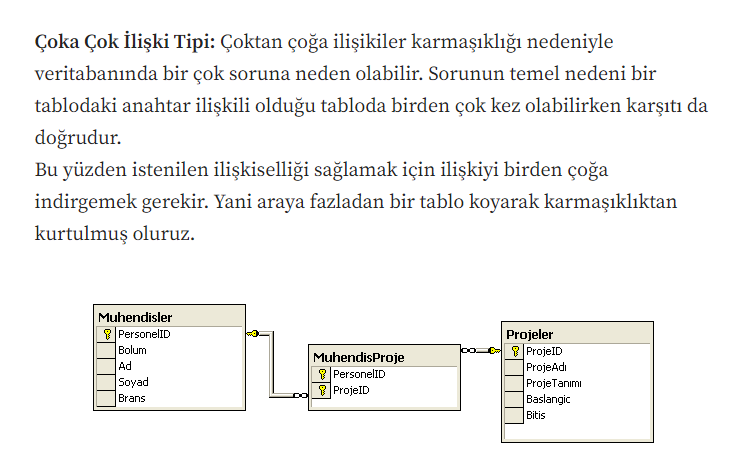 Çoka Çok İlişki Tipi: Çoktan çoğa ilişikiler karmaşıklığı nedeniyle
veritabanında bir çok soruna neden olabilir. Sorunun temel nedeni bir
tablodaki anahtar ilişkili olduğu tabloda birden çok kez olabilirken karşıtı da
doğrudur.
Bu yüzden istenilen ilişkiselliği sağlamak için ilişkiyi birden çoğa
indirgemek gerekir. Yani araya fazladan bir tablo koyarak karmaşıklıktan
kurtulmuş oluruz.
Muhendisler
PersonelID
Bolum
Ad
Soyad
Brans
MuhendisProje
PersonelID
ProjeID
Projeler
ProjeID
ProjeAdı
ProjeTanımı
Baslangic
Bitis